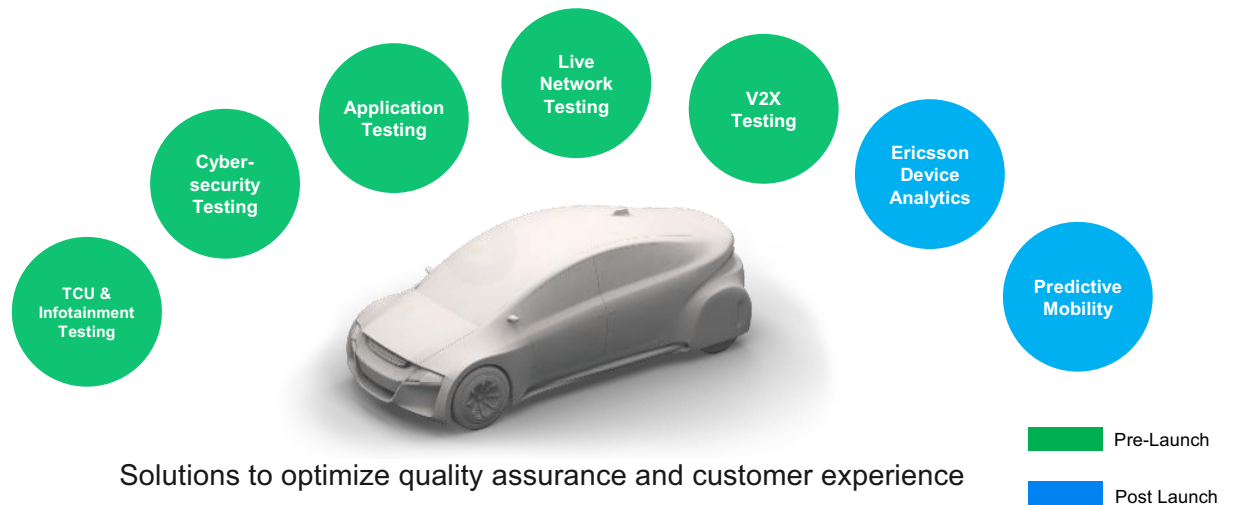 Live
Network
Testing
V2X
Testing
Application
Testing
Ericsson
Device
Analytics
Cyber-
security
Testing
Predictive
Mobility
TCU &
Infotainment
Testing
Pre-Launch
Solutions to optimize quality assurance and customer experience
Post Launch